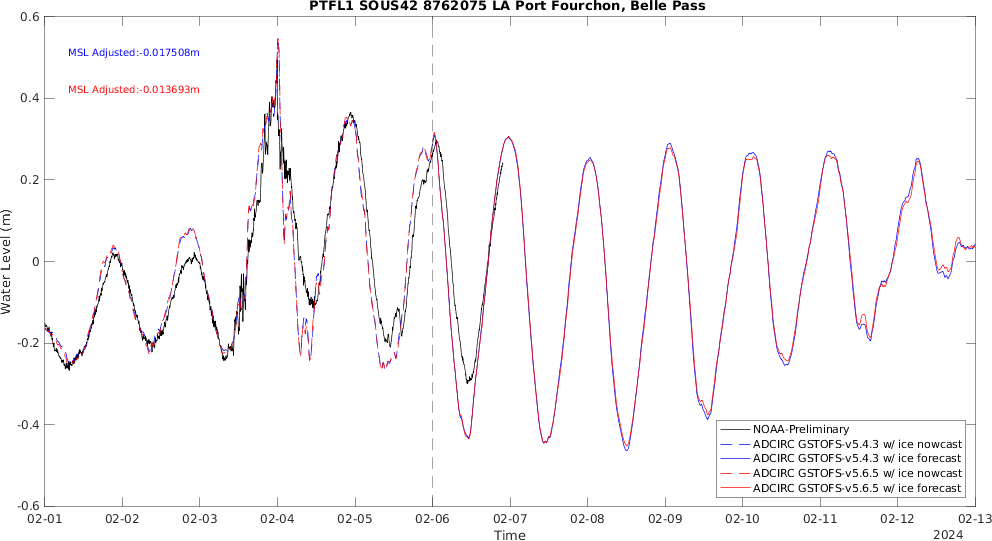 PTFL1 SOUS42 8762075 LA Port Fourchon, Belle Pass
MSL Adjusted:-0.017508m
MSL Adjusted:-0.013693m
0.6
0.4
0.2
0
-0.2
-0.4
-0.6
Water Level (m)
NOAA-Preliminary
ADCIRC GSTOFS-v5.4.3 w/ ice nowcast
ADCIRC GSTOFS-v5.4.3 w/ ice forecast
ADCIRC GSTOFS-v5.6.5 w/ ice nowcast
ADCIRC GSTOFS-v5.6.5 w/ ice forecast
02-01 02-02 02-03 02-04 02-05 02-06 02-07 02-08 02-09 02-10 02-11 02-12 02-13
Time
2024